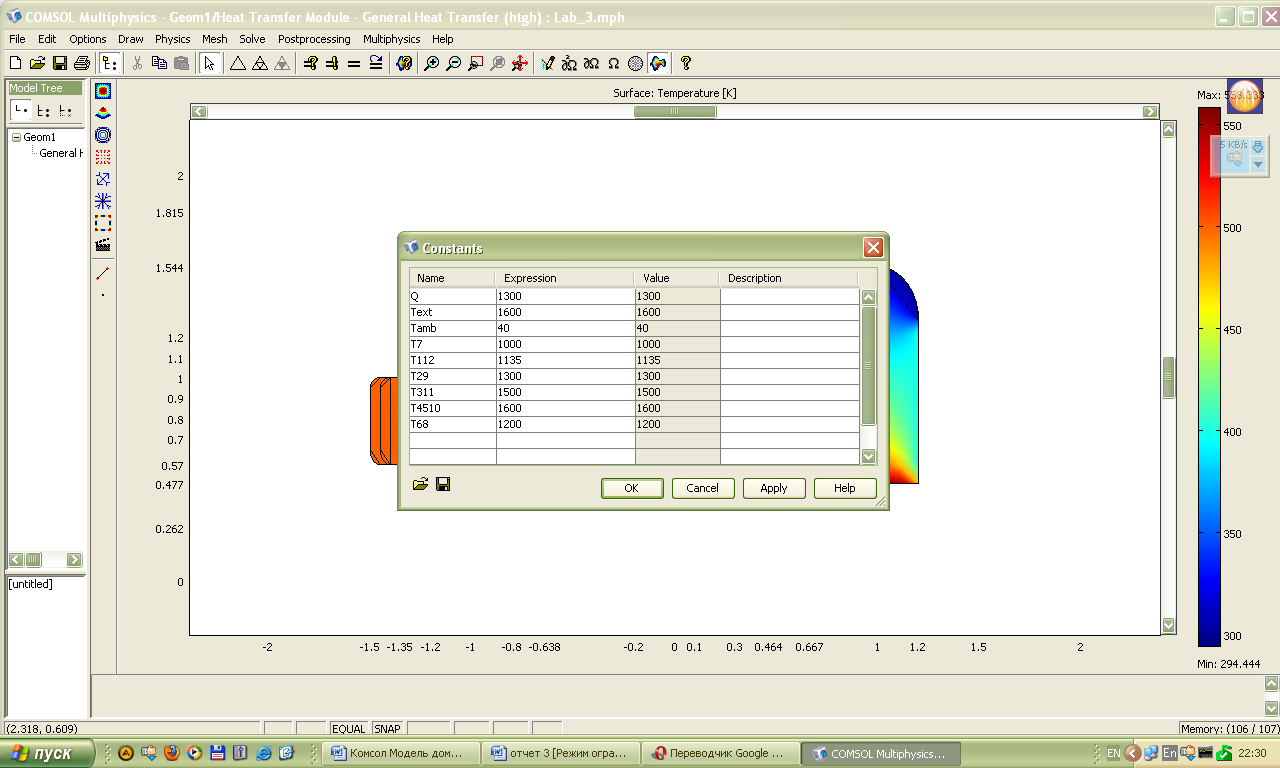 COMSOL Multiphysics - Geom1/Heat Transfer Module - General Heat Transfer (htgh) : Lab_3.mph
File Edit Options Draw Physics Mesh Solve Postprocessing Multiphysics Help
Model Tree
Geom1
General H
[untitled]
Surface: Temperature [K]
2
1.815
1.544
1.2
1.1
1
0.9
0.8
0.7
0.57
0.477
0.262
0
-2 -1.5 -1.35 -1.2 -1 -0.8 -0.638 -0.2 0 0.1 0.3 0.464 0.667 1 1.2 1.5 2
Constants
Name Expression Value Description
Q 1300 1300
Text 1600 1600
Tamb 40 40
T7 1000 1000
T112 1135 1135
T29 1300 1300
T311 1500 1500
T4510 1600 1600
T68 1200 1200
OK Cancel Apply Help
Max:
5 KB/s
550
500
450
400
350
300
Min: 294.444
(2.318, 0.609) EQUAL SNAP Memory: (106 / 107)
пуск Комсол Модель дом... отчет 3 [Режим огра... Переводчик Google ... COMSOL Multiphysics... EN En 22:30